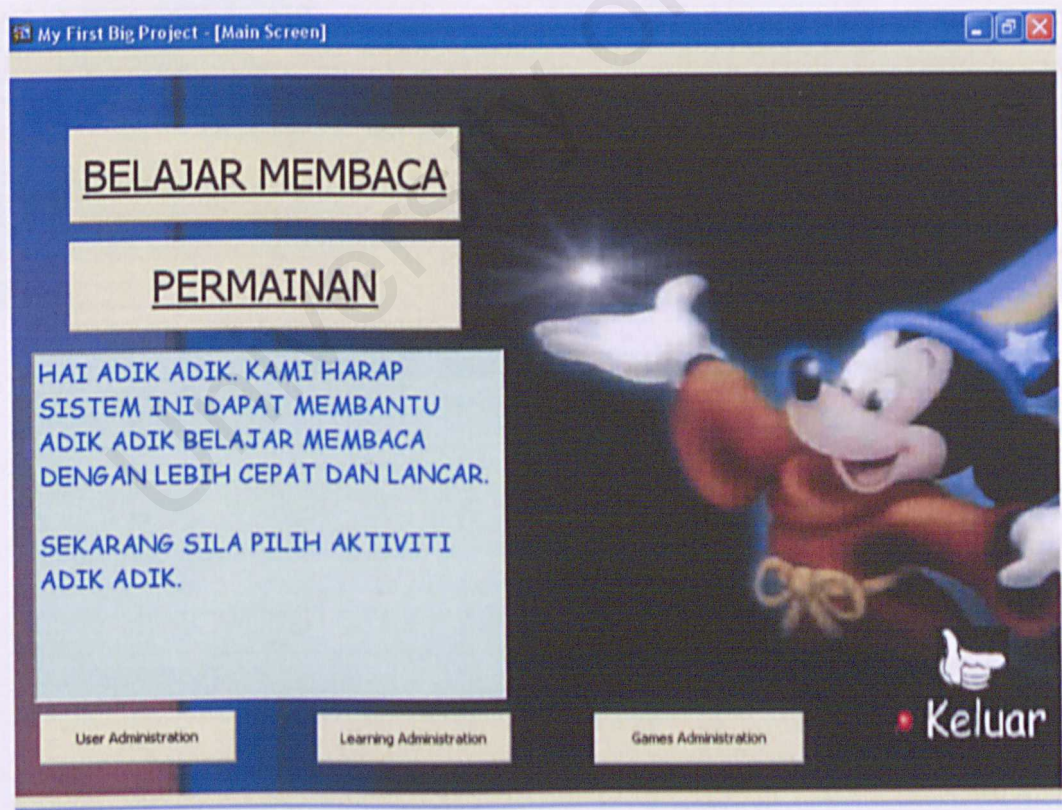 My First Big Project - [Main Screen]
BELAJAR MEMBACA
PERMAINAN
HAI ADIK ADIK. KAMI HARAP
SISTEM INI DAPAT MEMBANTU
ADIK ADIK BELAJAR MEMBACA
DENGAN LEBIH CEPAT DAN LANCAR.
SEKARANG SILA PILIH AKTIVITI
ADIK ADIK.
User Administration
Learning Administration
Games Administration
Keluar
University of